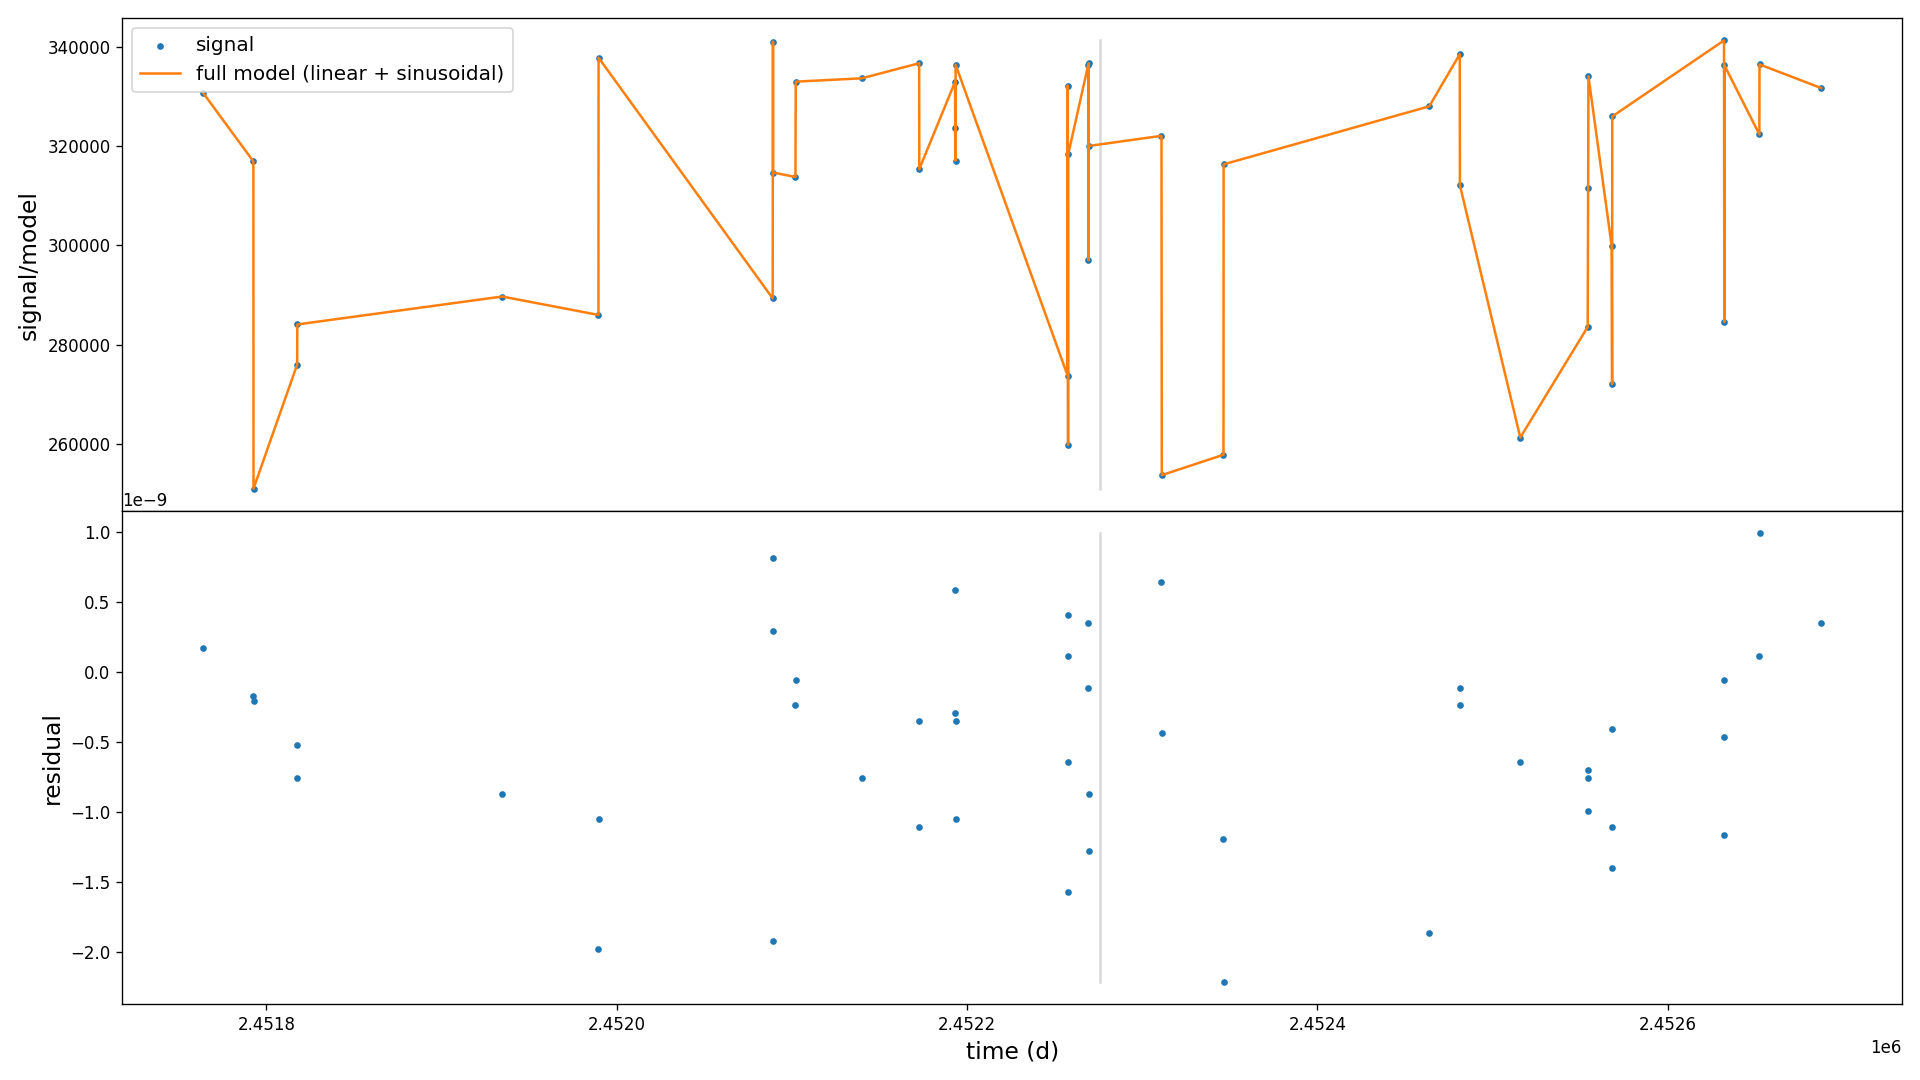 signal
full model (linear + sinusoidal)
340000
320000
300000
280000
260000
signal/model
1e−9
1.0
0.5
0.0
−0.5
−1.0
−1.5
−2.0
residual
2.4518
2.4520
2.4522
2.4524
2.4526
time (d)
1e6